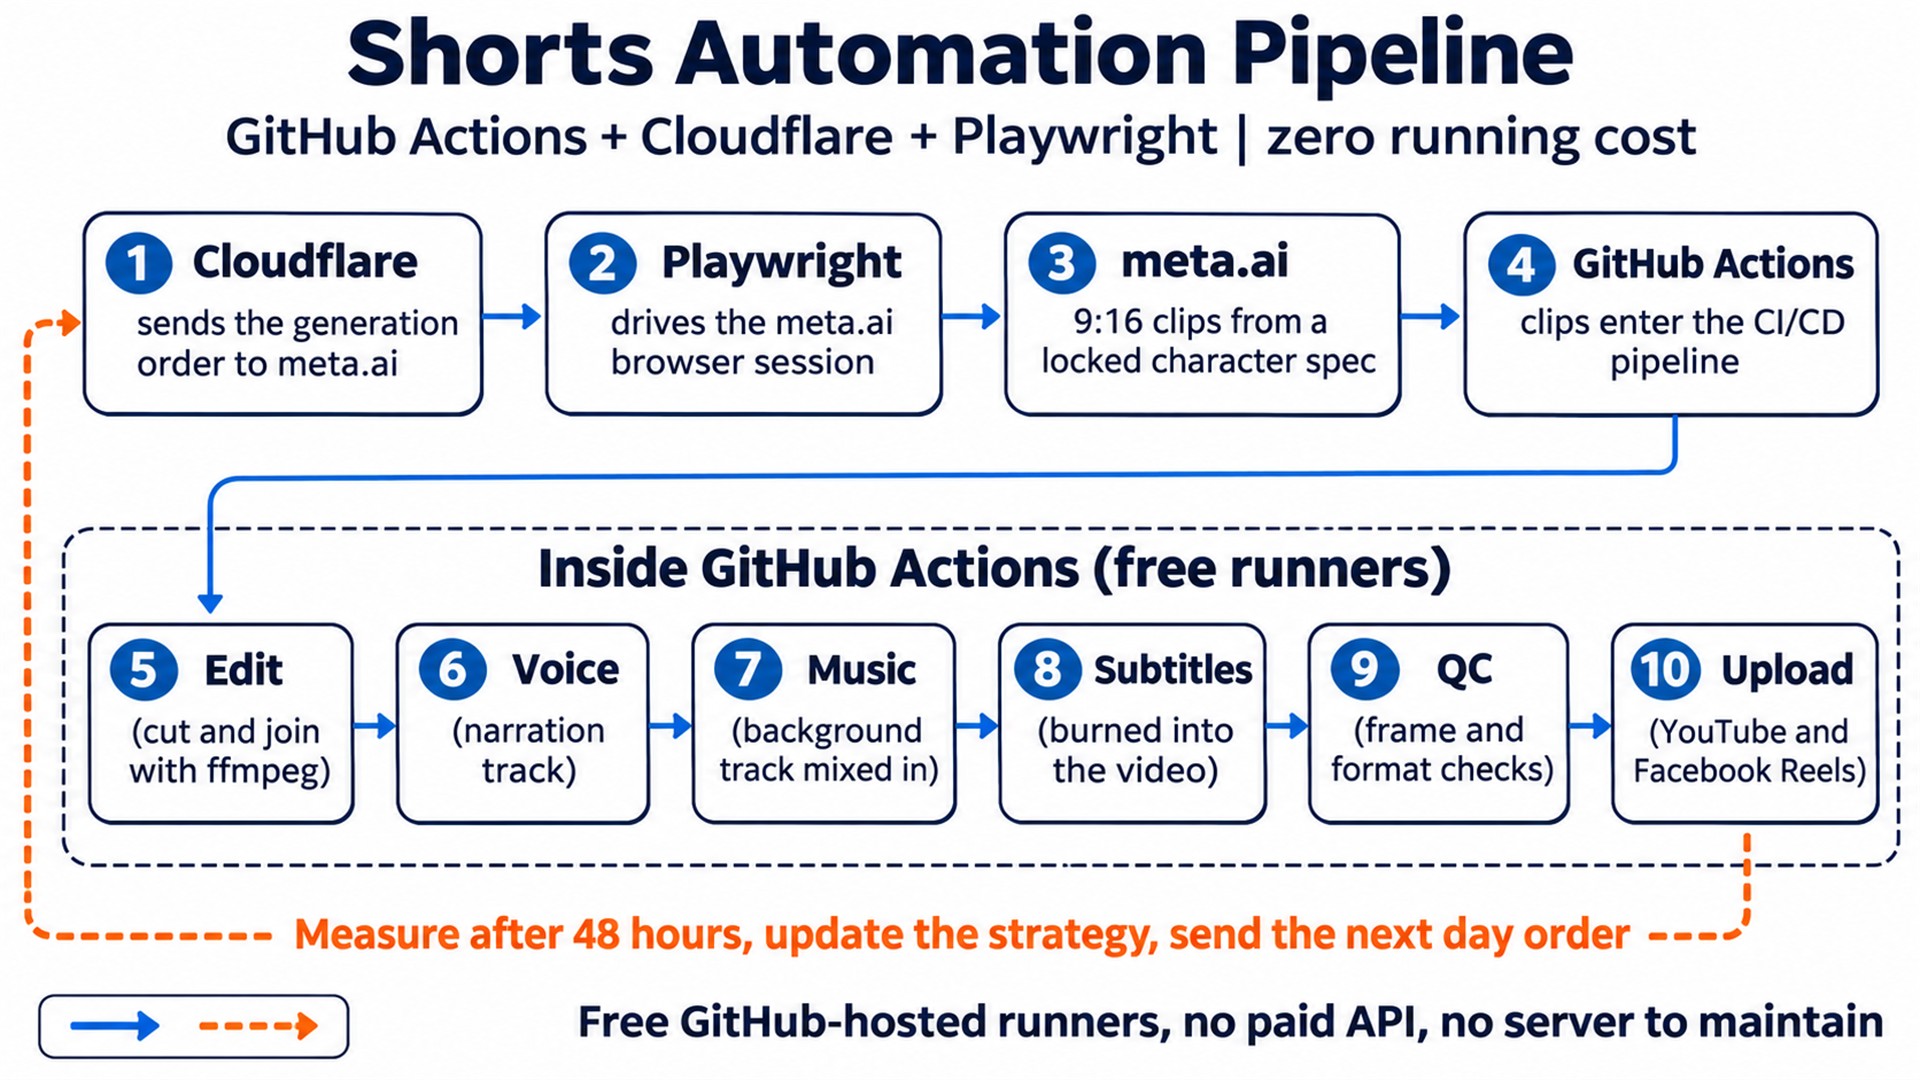 Shorts Automation Pipeline
GitHub Actions + Cloudflare + Playwright | zero running cost
1 Cloudflare
sends the generation
order to meta.ai
2 Playwright
drives the meta.ai
browser session
3 meta.ai
9:16 clips from a
locked character spec
4 GitHub Actions
clips enter the CI/CD
pipeline
Inside GitHub Actions (free runners)
5 Edit
(cut and join
with ffmpeg)
6 Voice
(narration
track)
7 Music
(background
track mixed in)
8 Subtitles
(burned into
the video)
9 QC
(frame and
format checks)
10 Upload
(YouTube and
Facebook Reels)
Measure after 48 hours, update the strategy, send the next day order
Free GitHub-hosted runners, no paid API, no server to maintain